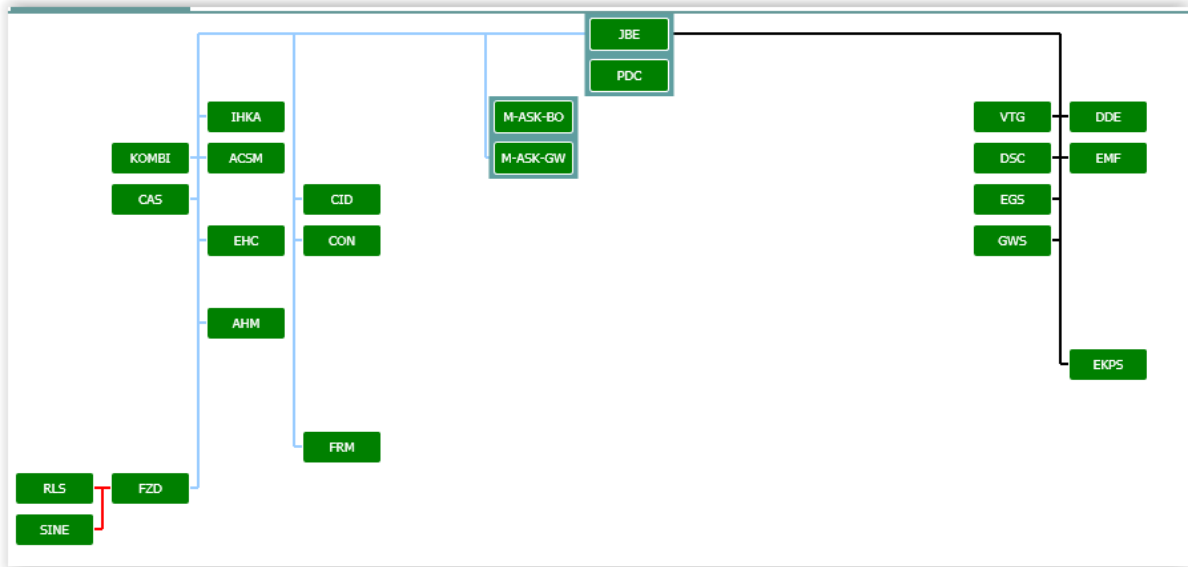 JBE
PDC
IHKA
M-ASK-BO
VTG
DDE
KOMBI
ACSM
M-ASK-GW
DSC
EMF
CAS
CID
EGS
EHC
CON
GWS
AHM
EKPS
FRM
RLS
FZD
SINE